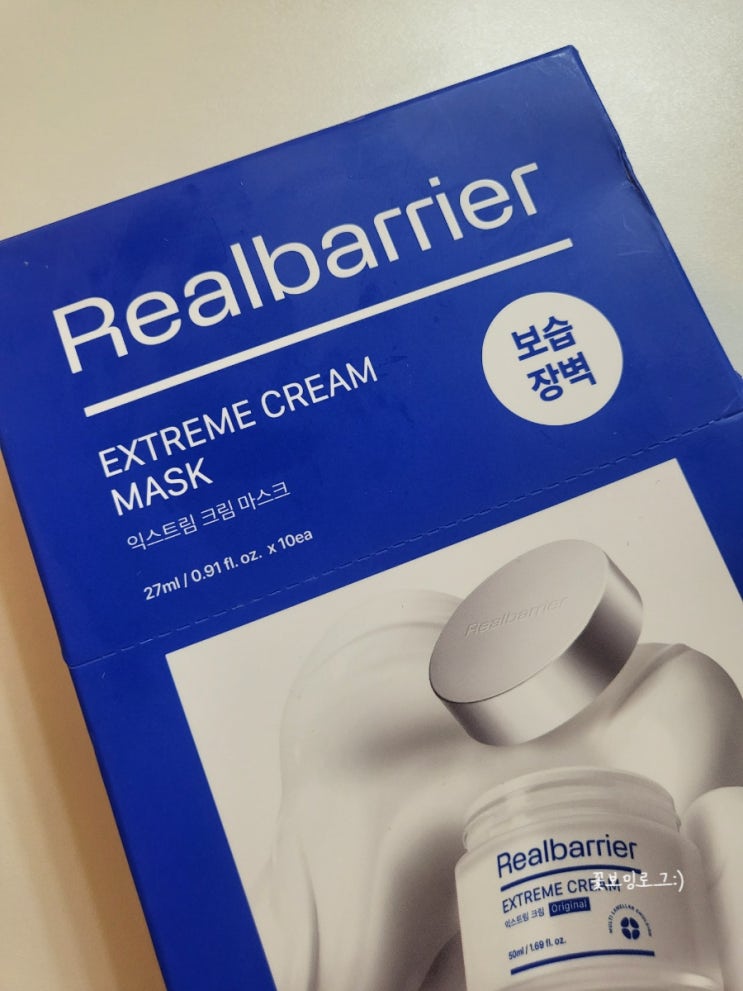 Realbarrier
보습
장벽
EXTREME CREAM
MASK
익스트림 크림 마스크
27ml / 0.91 fl. oz. x 10ea
Realbarrier
Realbarrier
EXTREME CREAM
익스트림 크림 Original
50ml / 1.69 fl. oz.